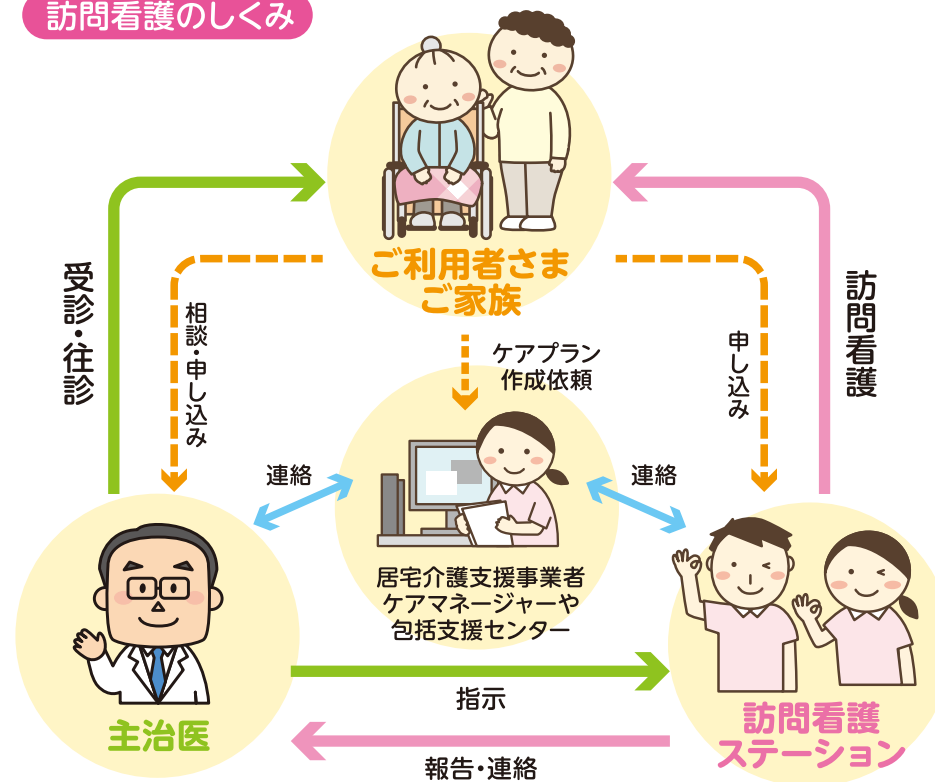 訪問看護のしくみ
ご利用者さま
ご家族
受診・往診
相談・申し込み
ケアプラン
作成依頼
申し込み
訪問看護
連絡
連絡
居宅介護支援事業者
ケアマネージャーや
包括支援センター
指示
主治医
訪問看護
ステーション
報告・連絡